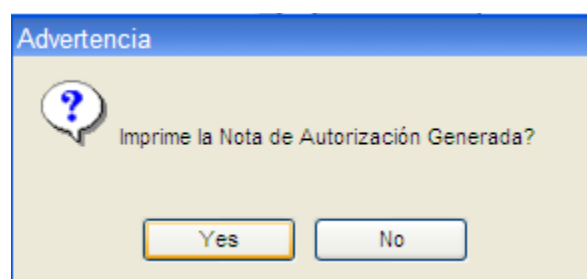 Advertencia
Imprime la Nota de Autorización Generada?
Yes
No